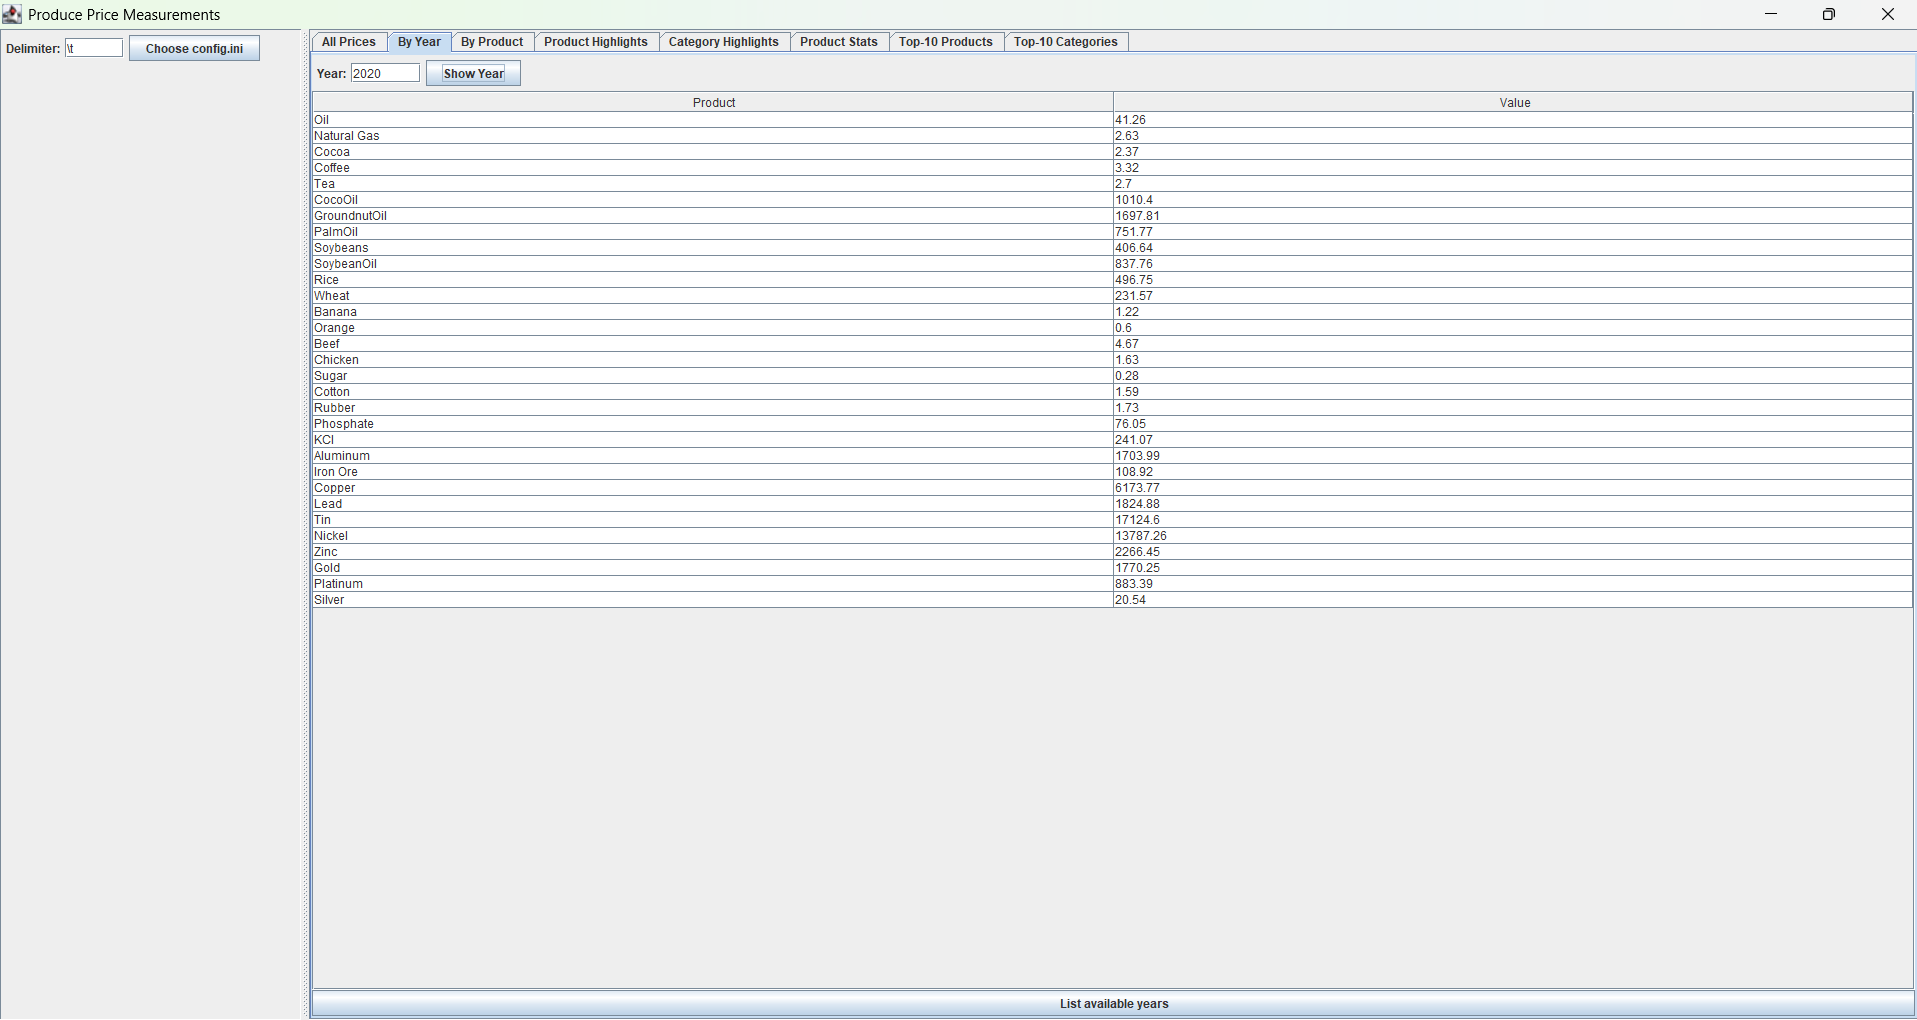 Produce Price Measurements
Delimiter: \t Choose config.ini
All Prices By Year By Product Product Highlights Category Highlights Product Stats Top-10 Products Top-10 Categories
Year: 2020 Show Year
Product Value
Oil 41.26
Natural Gas 2.63
Cocoa 2.37
Coffee 3.32
Tea 2.7
CocoOil 1010.4
GroundnutOil 1697.81
PalmOil 751.77
Soybeans 406.64
SoybeanOil 837.76
Rice 496.75
Wheat 231.57
Banana 1.22
Orange 0.6
Beef 4.67
Chicken 1.63
Sugar 0.28
Cotton 1.59
Rubber 1.73
Phosphate 76.05
KCl 241.07
Aluminum 1703.99
Iron Ore 108.92
Copper 6173.77
Lead 1824.88
Tin 17124.6
Nickel 13787.26
Zinc 2266.45
Gold 1770.25
Platinum 883.39
Silver 20.54
List available years